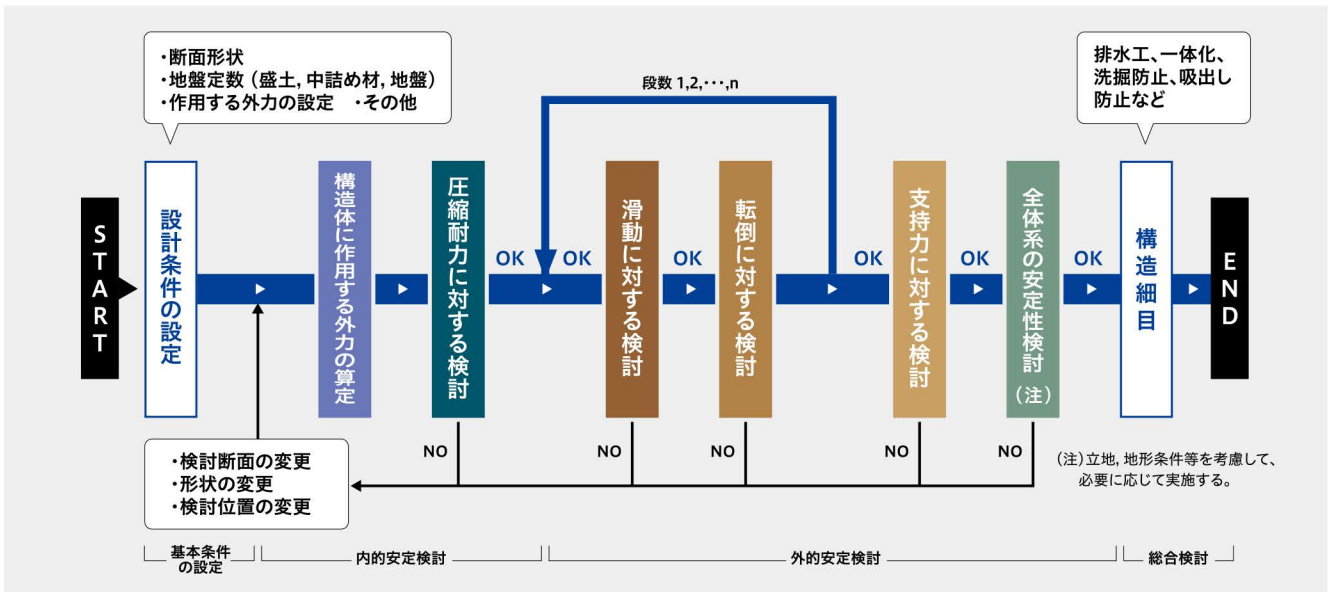 ・断面形状
・地盤定数（盛土, 中詰め材, 地盤）
・作用する外力の設定　・その他
排水工、一体化、
洗掘防止、吸出し
防止など
段数 1,2,･･･,n
START
設計条件の設定
構造体に作用する外力の算定
圧縮耐力に対する検討
OK
OK
滑動に対する検討
OK
転倒に対する検討
OK
支持力に対する検討
OK
全体系の安定性検討（注）
OK
構造細目
END
NO
NO
NO
NO
NO
・検討断面の変更
・形状の変更
・検討位置の変更
（注）立地, 地形条件等を考慮して、
必要に応じて実施する。
基本条件
の設定
内的安定検討
外的安定検討
総合検討